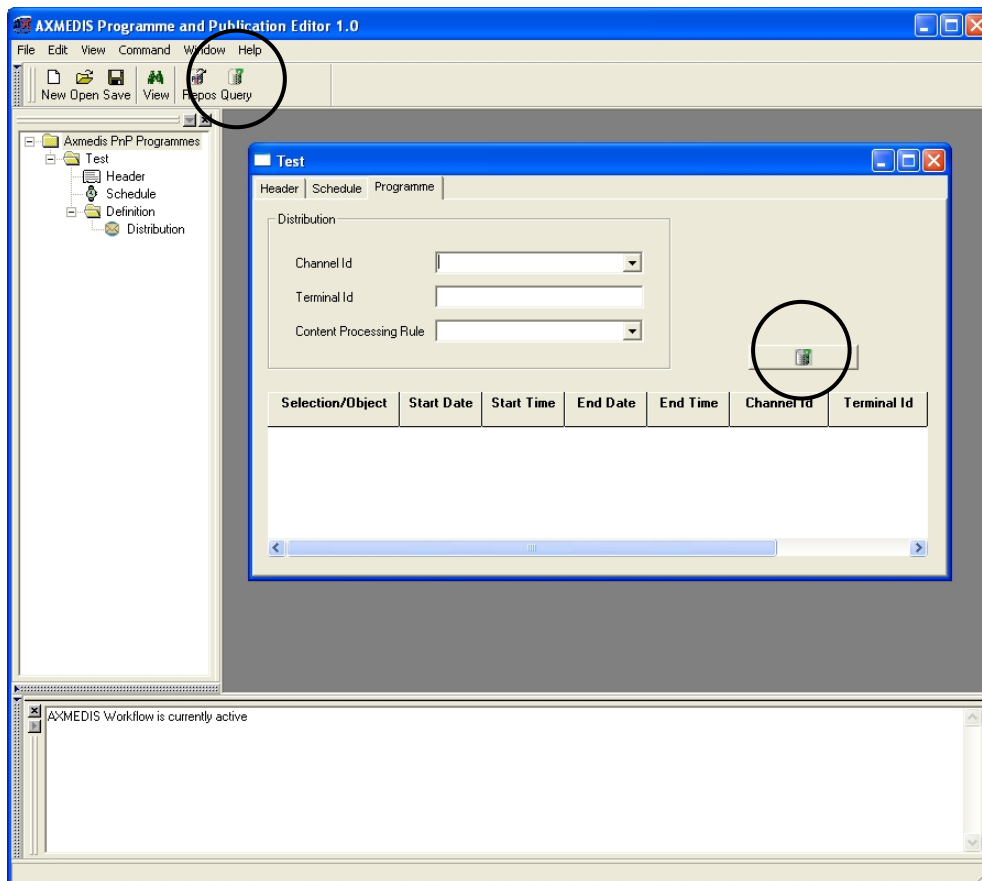 AXMEDIS Programme and Publication Editor 1.0
File Edit View Command Window Help
New Open Save View Repos Query
Axmedis PnP Programmes
Test
Header
Schedule
Definition
Distribution
Test
Header Schedule Programme
Distribution
Channel Id
Terminal Id
Content Processing Rule
Selection/Object Start Date Start Time End Date End Time Channel Id Terminal Id
AXMEDIS Workflow is currently active